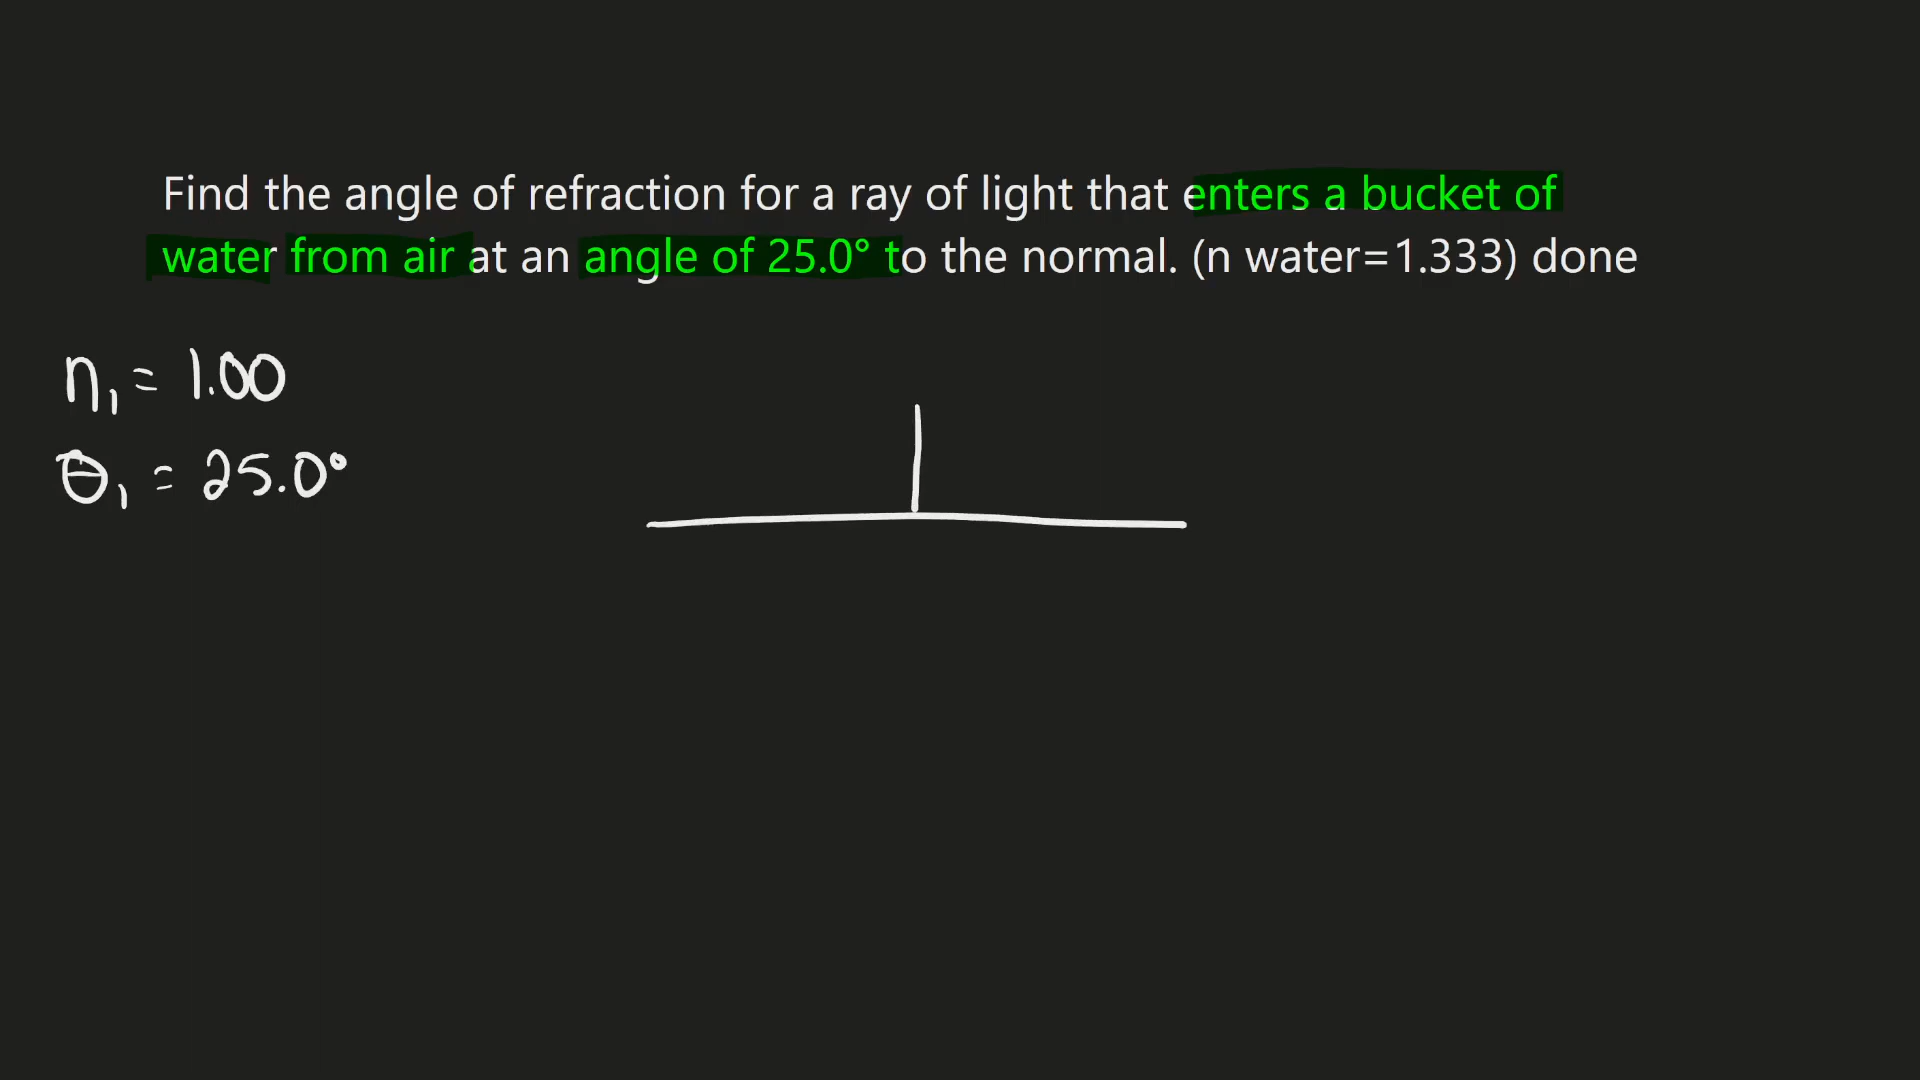 Find the angle of refraction for a ray of light that enters a bucket of
water from air at an angle of 25.0° to the normal. (n water=1.333) done
n₁ = 1.00
θ₁ = 25.0°